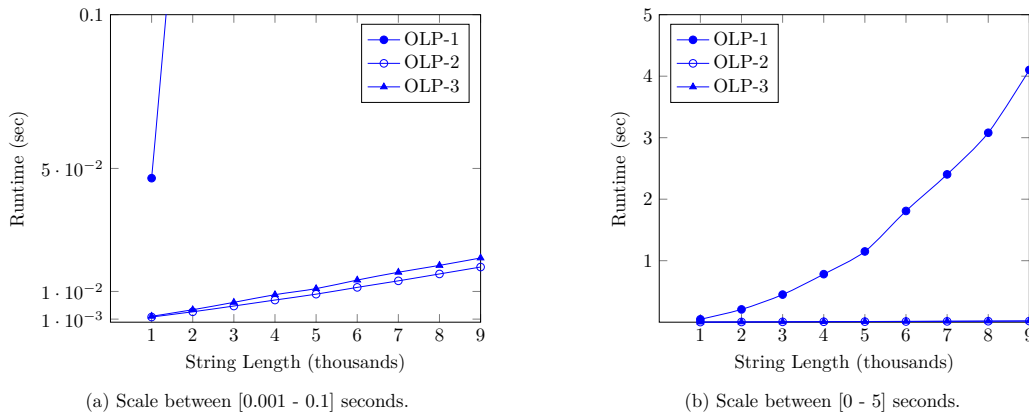 0.1
5 · 10⁻²
1 · 10⁻²
1 · 10⁻³
Runtime (sec)
OLP-1
OLP-2
OLP-3
1 2 3 4 5 6 7 8 9
String Length (thousands)
(a) Scale between [0.001 - 0.1] seconds.
5
4
3
2
1
Runtime (sec)
OLP-1
OLP-2
OLP-3
1 2 3 4 5 6 7 8 9
String Length (thousands)
(b) Scale between [0 - 5] seconds.